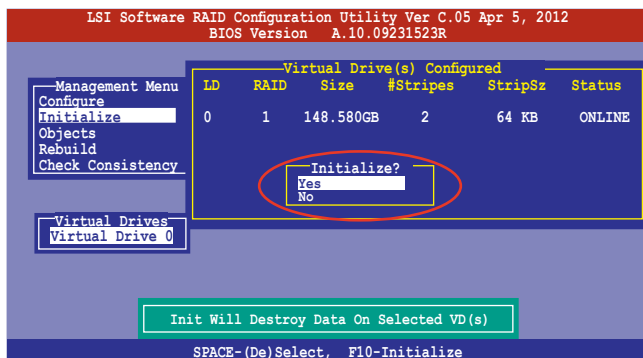 LSI Software RAID Configuration Utility Ver C.05 Apr 5, 2012
BIOS Version A.10.09231523R
Virtual Drive(s) Configured
LD RAID Size #Stripes StripSz Status
0 1 148.580GB 2 64 KB ONLINE
Management Menu
Configure
Initialize
Objects
Rebuild
Check Consistency
Initialize?
Yes
No
Virtual Drives
Virtual Drive 0
Init Will Destroy Data On Selected VD(s)
SPACE-(De)Select, F10-Initialize